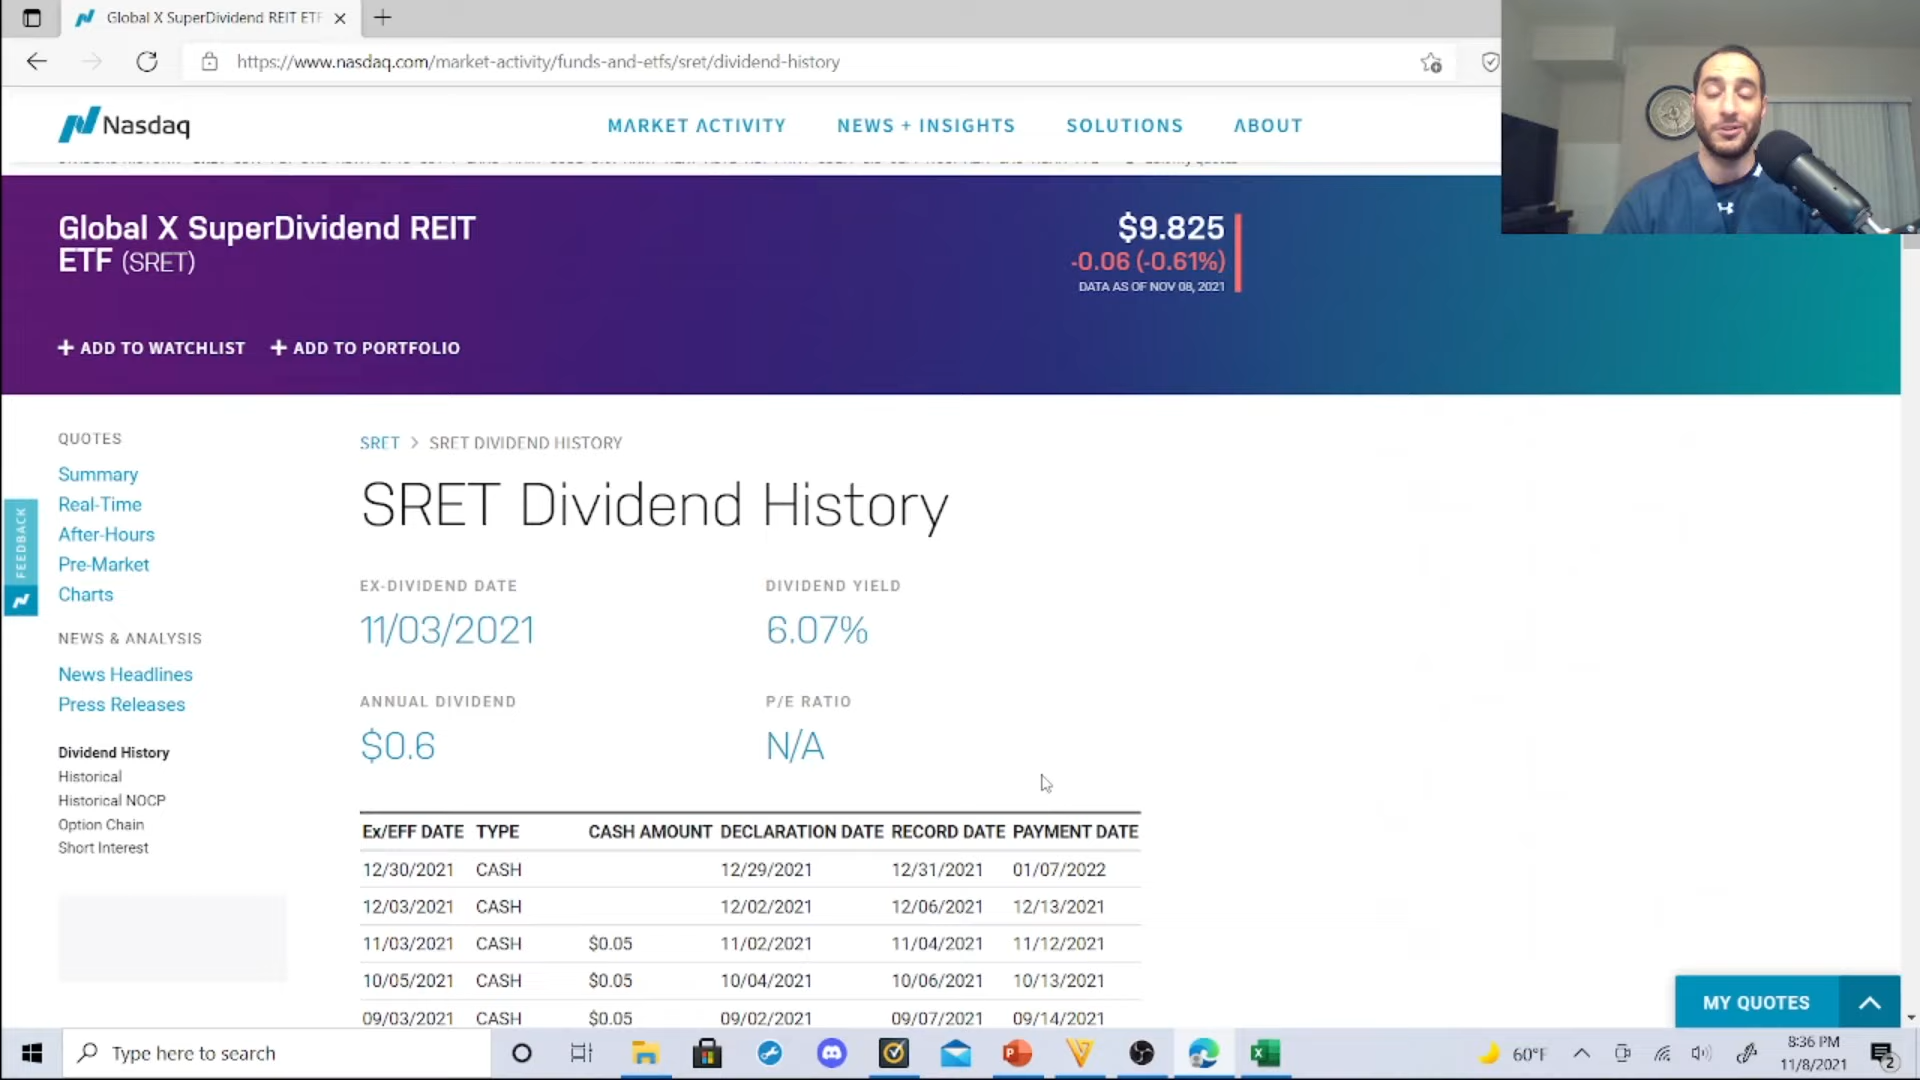 Global X SuperDividend REIT ETF
https://www.nasdaq.com/market-activity/funds-and-etfs/sret/dividend-history
Nasdaq
MARKET ACTIVITY NEWS + INSIGHTS SOLUTIONS ABOUT
Global X SuperDividend REIT
ETF (SRET)
$9.825
-0.06 (-0.61%)
DATA AS OF NOV 08, 2021
+ ADD TO WATCHLIST + ADD TO PORTFOLIO
QUOTES
Summary
Real-Time
After-Hours
Pre-Market
Charts
NEWS & ANALYSIS
News Headlines
Press Releases
Dividend History
Historical
Historical NOCP
Option Chain
Short Interest
FEEDBACK
SRET > SRET DIVIDEND HISTORY
SRET Dividend History
EX-DIVIDEND DATE DIVIDEND YIELD
11/03/2021 6.07%
ANNUAL DIVIDEND P/E RATIO
$0.6 N/A
Ex/EFF DATE TYPE CASH AMOUNT DECLARATION DATE RECORD DATE PAYMENT DATE
12/30/2021 CASH 12/29/2021 12/31/2021 01/07/2022
12/03/2021 CASH 12/02/2021 12/06/2021 12/13/2021
11/03/2021 CASH $0.05 11/02/2021 11/04/2021 11/12/2021
10/05/2021 CASH $0.05 10/04/2021 10/06/2021 10/13/2021
09/03/2021 CASH $0.05 09/02/2021 09/07/2021 09/14/2021
MY QUOTES
Type here to search
60°F
8:36 PM
11/8/2021
2